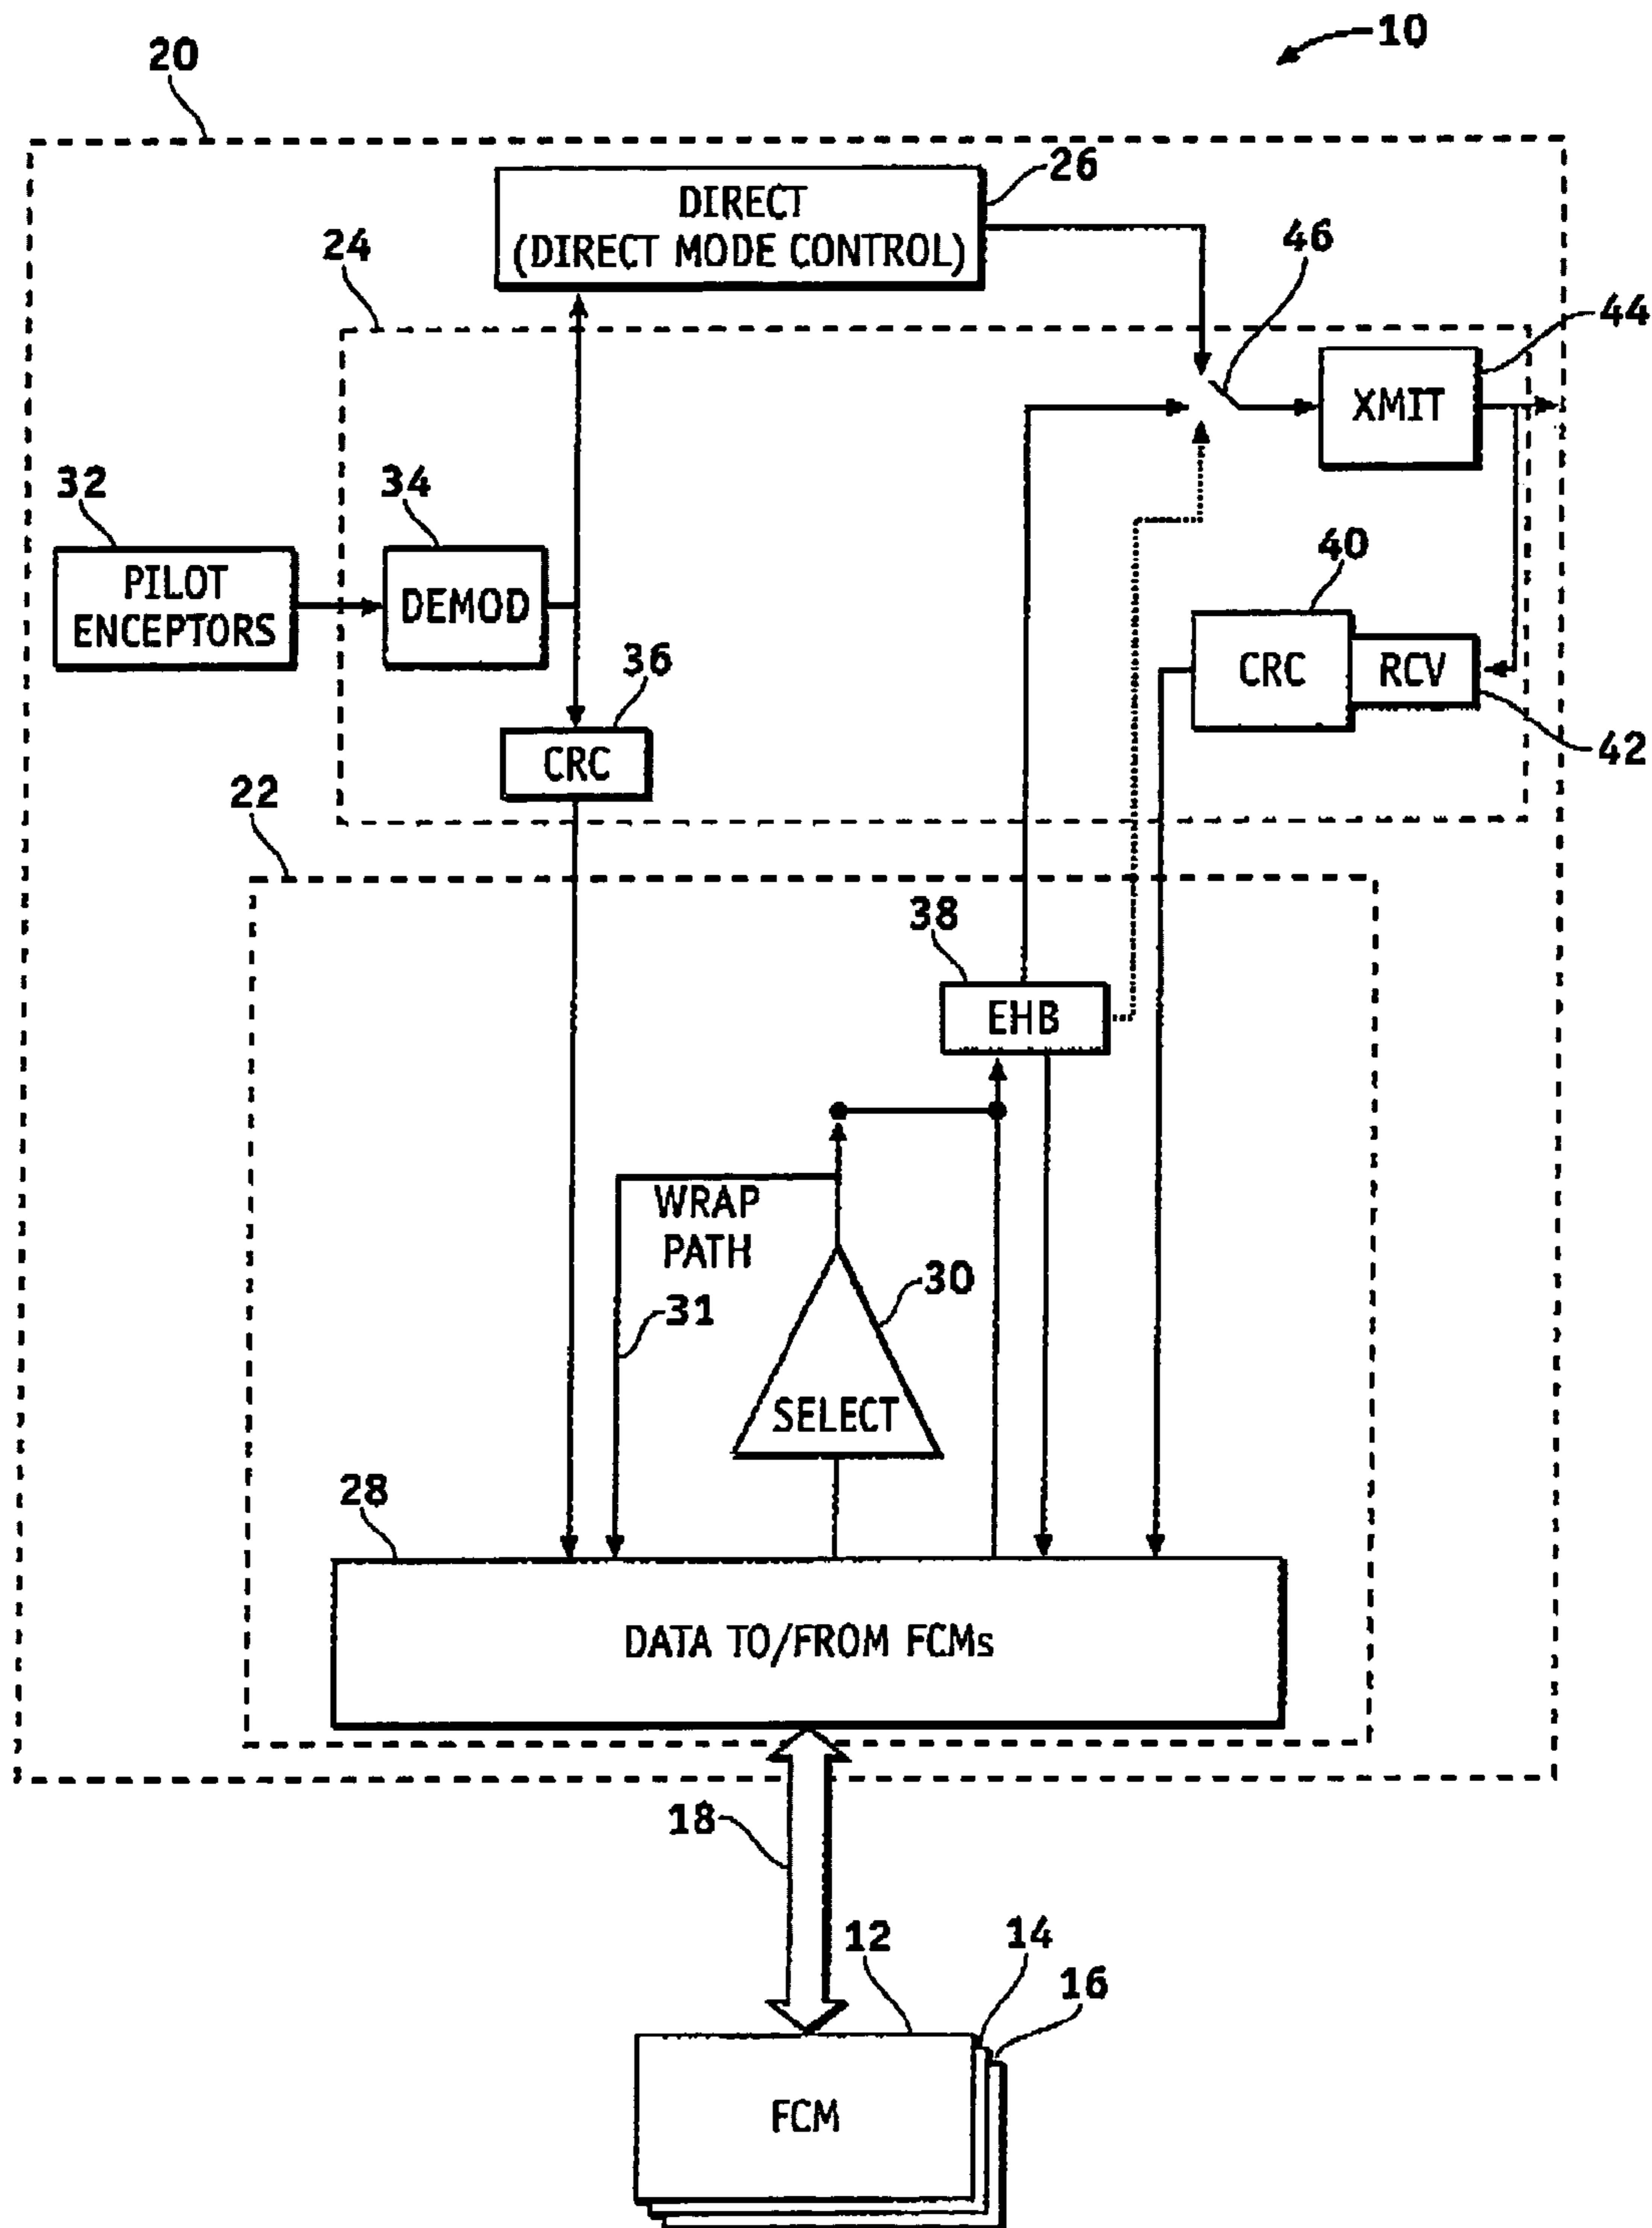 10
20
26
DIRECT
(DIRECT MODE CONTROL)
24
46
44
XMIT
32
34
PILOT
ENCEPTORS
DEMOD
40
CRC
RCV
36
42
CRC
22
38
EHB
WRAP
PATH
30
31
SELECT
28
DATA TO/FROM FCMs
18
12
14
16
FCM